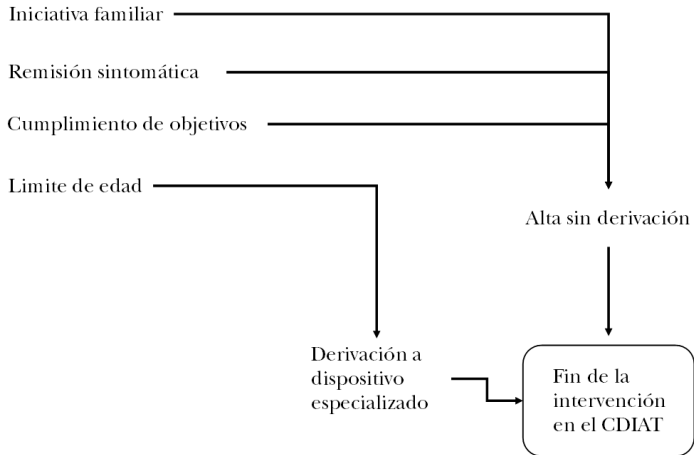 Iniciativa familiar
Remisión sintomática
Cumplimiento de objetivos
Limite de edad
Alta sin derivación
Derivación a
dispositivo
especializado
Fin de la
intervención
en el CDIAT